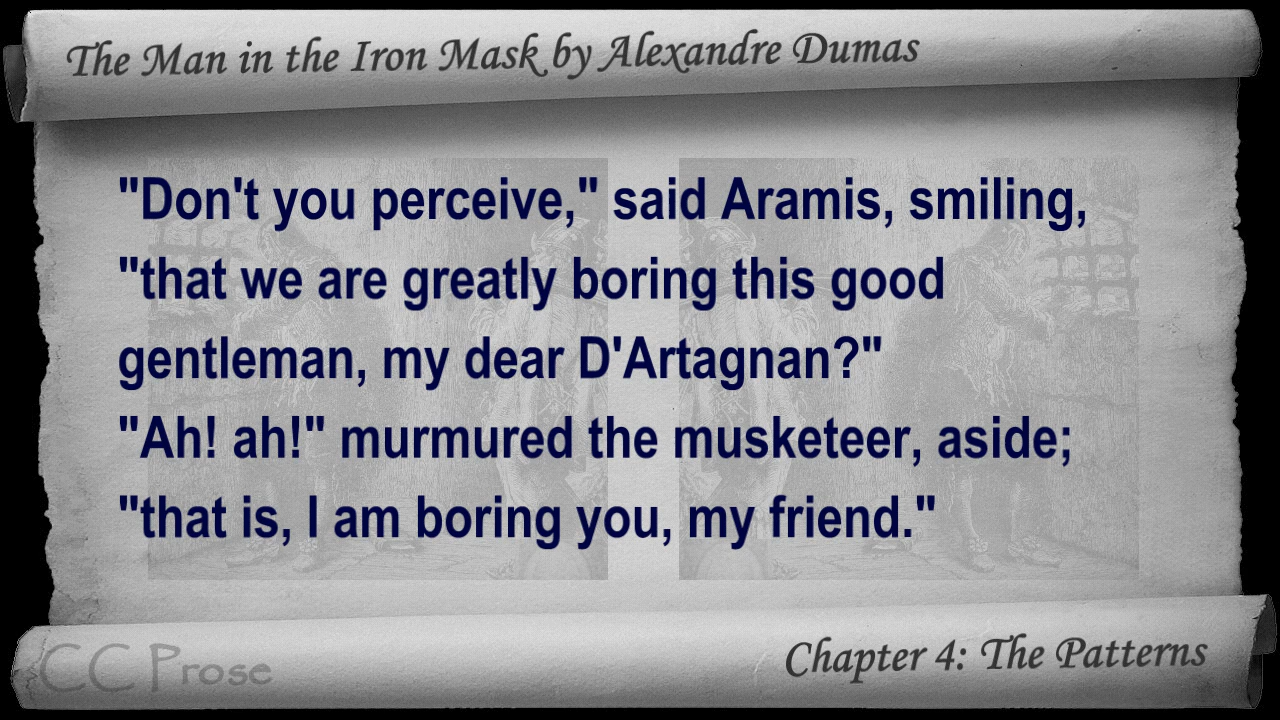 The Man in the Iron Mask by Alexandre Dumas
"Don't you perceive," said Aramis, smiling,
"that we are greatly boring this good
gentleman, my dear D'Artagnan?"
"Ah! ah!" murmured the musketeer, aside;
"that is, I am boring you, my friend."
CC Prose
Chapter 4: The Patterns